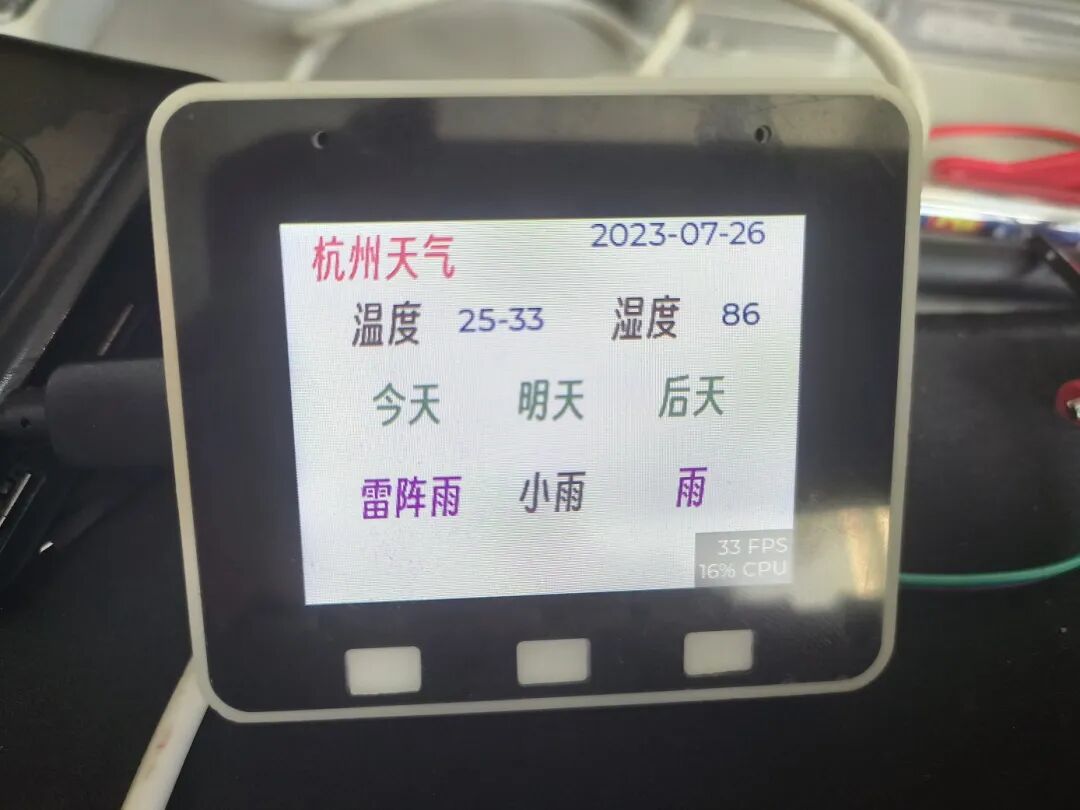 杭州天气 2023-07-26
温度 25-33 湿度 86
今天 明天 后天
雷阵雨 小雨 雨
33 FPS
16% CPU